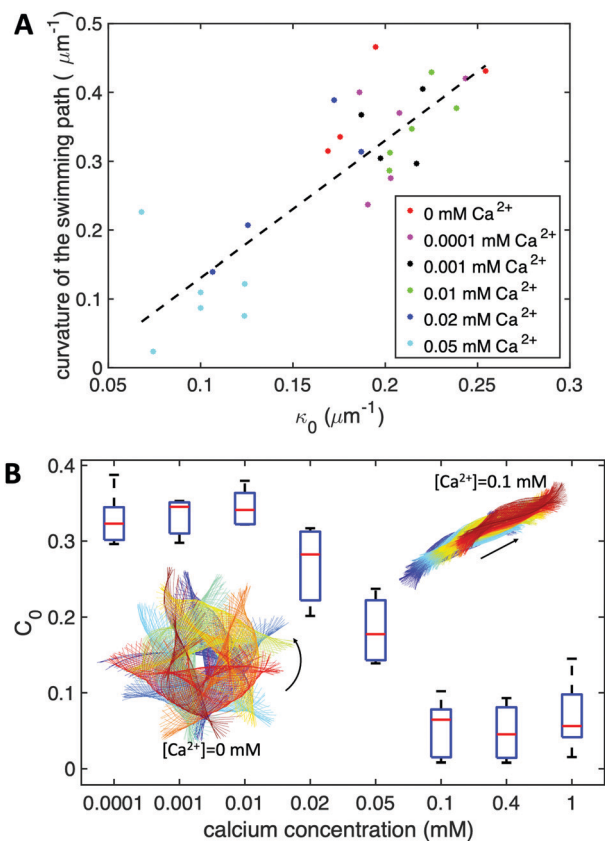 A
curvature of the swimming path ( μm⁻¹)
0.5
0.4
0.3
0.2
0.1
0
0 mM Ca²⁺
0.0001 mM Ca²⁺
0.001 mM Ca²⁺
0.01 mM Ca²⁺
0.02 mM Ca²⁺
0.05 mM Ca²⁺
0.05 0.1 0.15 0.2 0.25 0.3
κ₀ (μm⁻¹)
B
C₀
0.4
0.3
0.2
0.1
0
[Ca²⁺]=0.1 mM
[Ca²⁺]=0 mM
0.0001 0.001 0.01 0.02 0.05 0.1 0.4 1
calcium concentration (mM)